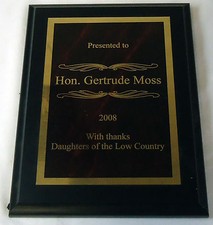 Presented to
Hon. Gertrude Moss
2008
With thanks
Daughters of the Low Country